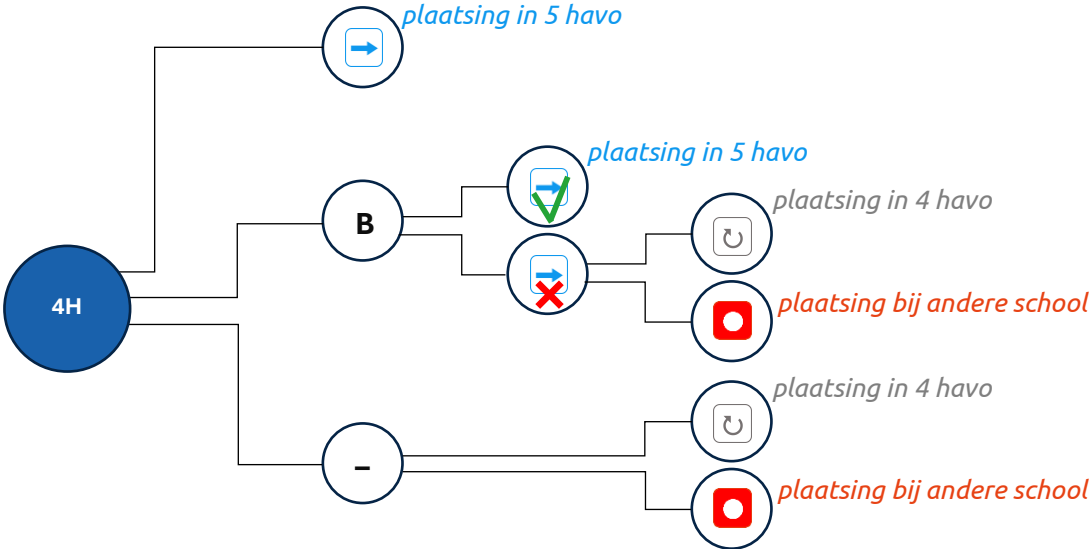 plaatsing in 5 havo
plaatsing in 5 havo
B
plaatsing in 4 havo
4H
plaatsing bij andere school
plaatsing in 4 havo
–
plaatsing bij andere school